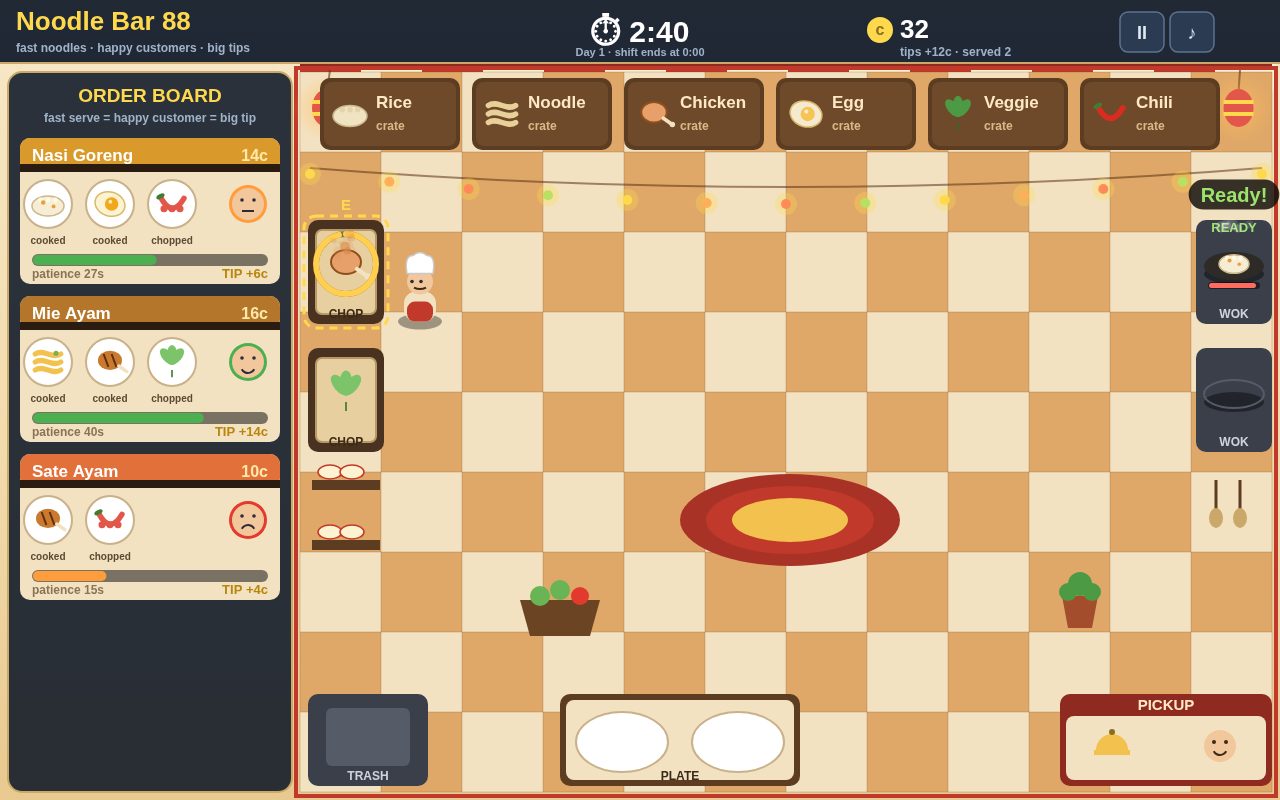 Noodle Bar 88
fast noodles · happy customers · big tips
2:40
Day 1 · shift ends at 0:00
c 32
tips +12c · served 2
ORDER BOARD
fast serve = happy customer = big tip
Nasi Goreng 14c
cooked cooked chopped
patience 27s TIP +6c
Mie Ayam 16c
cooked cooked chopped
patience 40s TIP +14c
Sate Ayam 10c
cooked chopped
patience 15s TIP +4c
Rice
crate
Noodle
crate
Chicken
crate
Egg
crate
Veggie
crate
Chili
crate
E
CHOP
CHOP
Ready!
READY
WOK
WOK
TRASH
PLATE
PICKUP